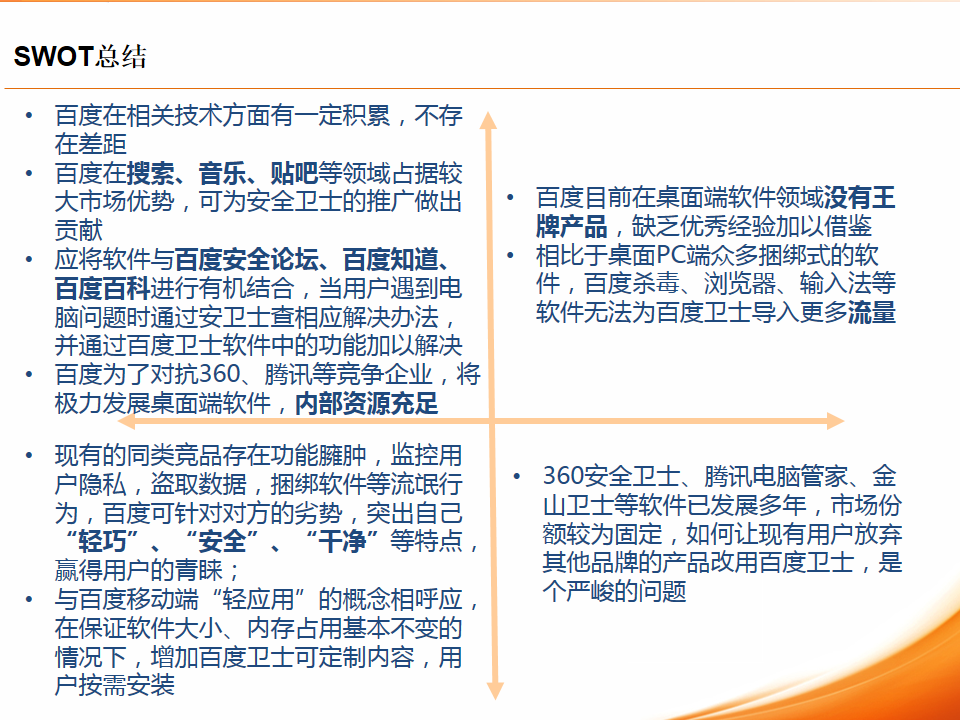 SWOT总结
• 百度在相关技术方面有一定积累，不存
在差距
• 百度在搜索、音乐、贴吧等领域占据较
大市场优势，可为安全卫士的推广做出
贡献
• 应将软件与百度安全论坛、百度知道、
百度百科进行有机结合，当用户遇到电
脑问题时通过安卫士查相应解决办法，
并通过百度卫士软件中的功能加以解决
• 百度为了对抗360、腾讯等竞争企业，将
极力发展桌面端软件，内部资源充足
• 百度目前在桌面端软件领域没有王
牌产品，缺乏优秀经验加以借鉴
• 相比于桌面PC端众多捆绑式的软
件，百度杀毒、浏览器、输入法等
软件无法为百度卫士导入更多流量
• 现有的同类竞品存在功能臃肿，监控用
户隐私，盗取数据，捆绑软件等流氓行
为，百度可针对对方的劣势，突出自己
“轻巧”、“安全”、“干净”等特点，
赢得用户的青睐；
• 与百度移动端“轻应用”的概念相呼应，
在保证软件大小、内存占用基本不变的
情况下，增加百度卫士可定制内容，用
户按需安装
• 360安全卫士、腾讯电脑管家、金
山卫士等软件已发展多年，市场份
额较为固定，如何让现有用户放弃
其他品牌的产品改用百度卫士，是
个严峻的问题